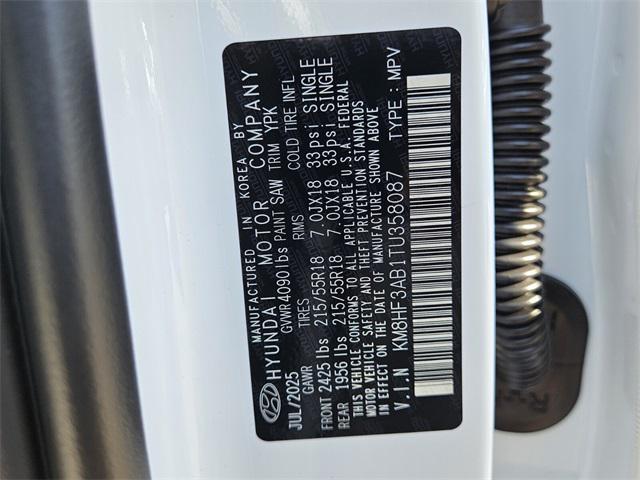 MANUFACTURED IN KOREA BY
HYUNDAI MOTOR COMPANY
JUL/2025 GVWR 4090lbs PAINT SAW TRIM YPK
GAWR TIRES RIMS COLD TIRE INFL
FRONT 2425 lbs 215/55R18 7.0JX18 33psi SINGLE
REAR 1956 lbs 215/55R18 7.0JX18 33psi SINGLE
THIS VEHICLE CONFORMS TO ALL APPLICABLE U.S.A. FEDERAL
MOTOR VEHICLE SAFETY AND THEFT PREVENTION STANDARDS
IN EFFECT ON THE DATE OF MANUFACTURE SHOWN ABOVE
V.I.N KM8HF3AB1TU358087 TYPE : MPV